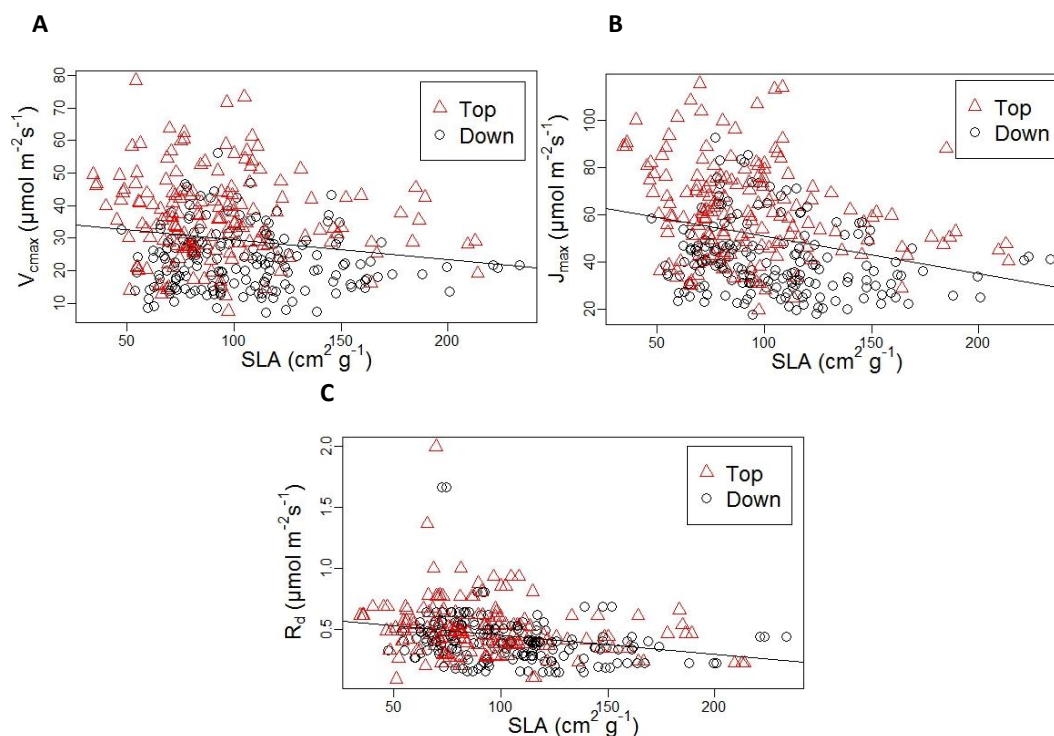 A
B
80
70
60
50
40
30
20
10
V_cmax (μmol m⁻²s⁻¹)
Top
Down
50 100 150 200
SLA (cm² g⁻¹)
100
80
60
40
20
J_max (μmol m⁻²s⁻¹)
Top
Down
50 100 150 200
SLA (cm² g⁻¹)
C
2.0
1.5
1.0
0.5
R_d (μmol m⁻²s⁻¹)
Top
Down
50 100 150 200
SLA (cm² g⁻¹)